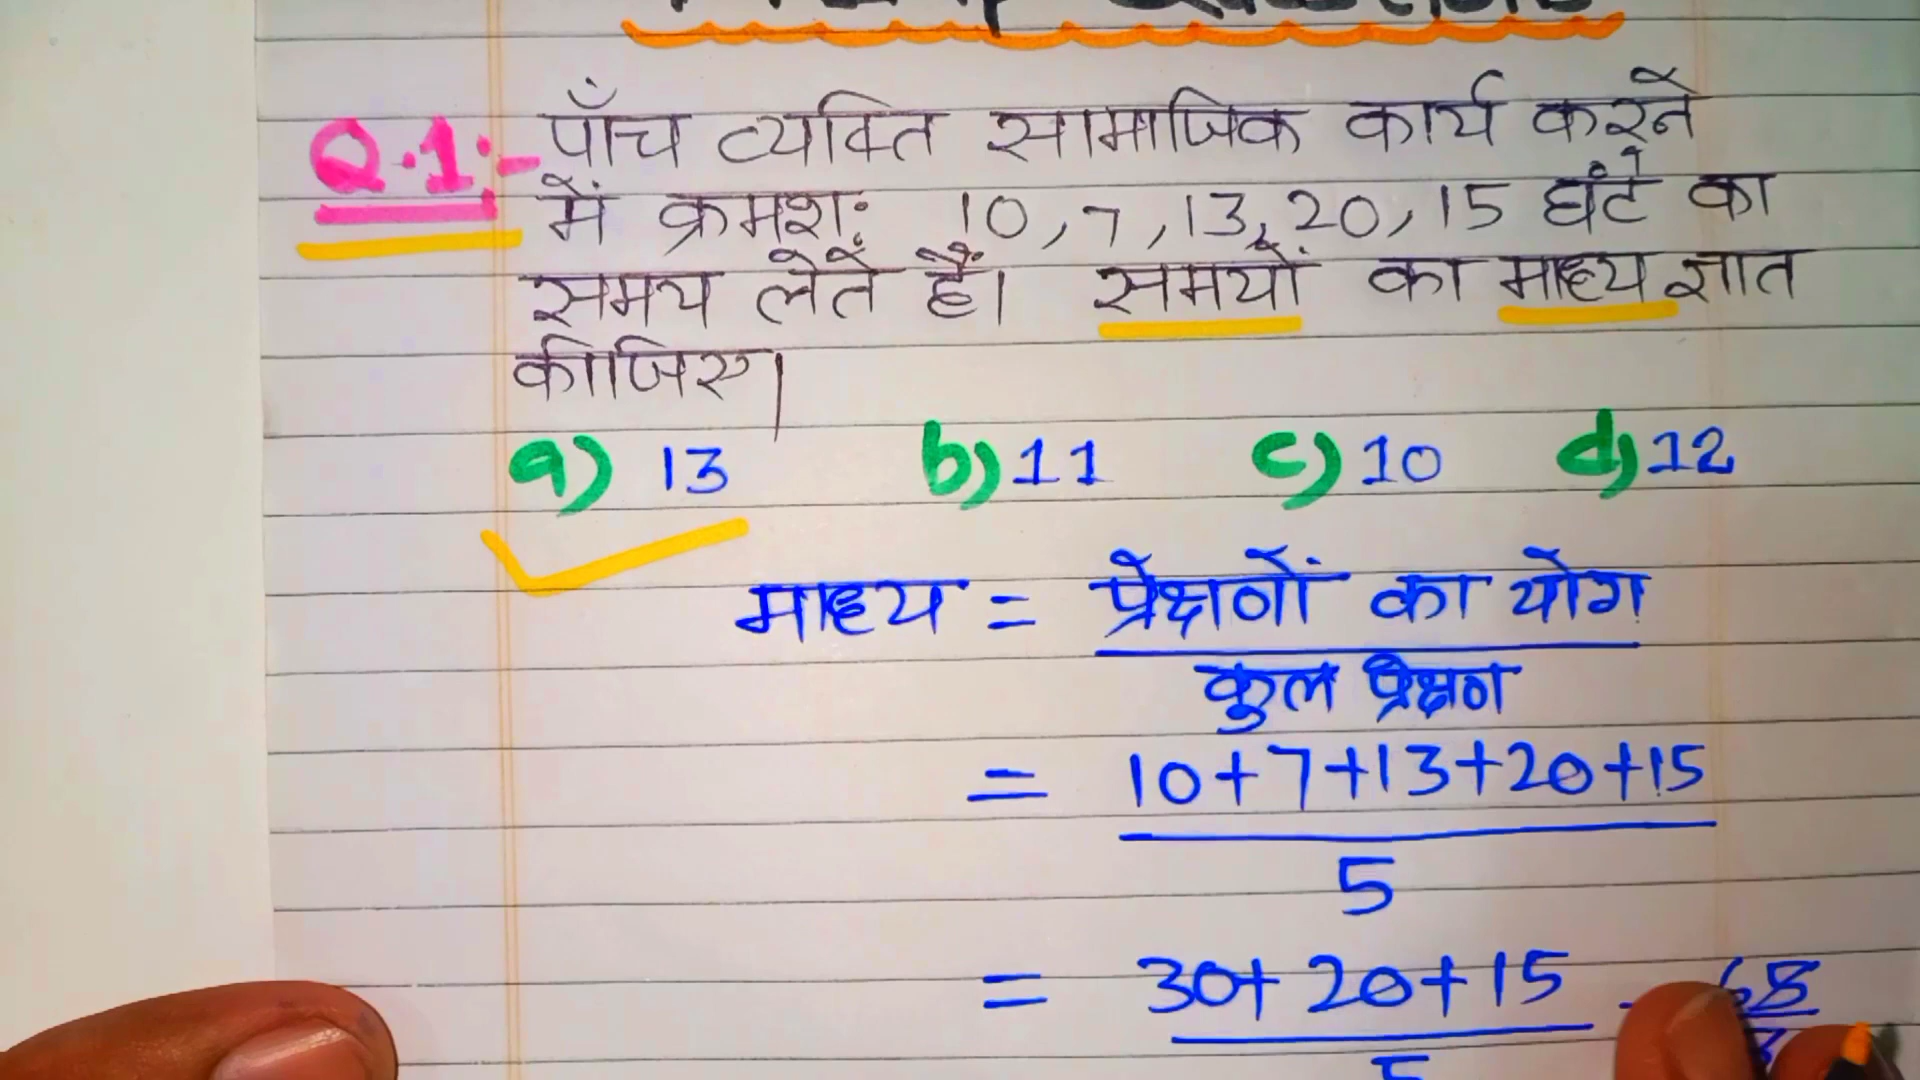 Q.1:- पाँच व्यक्ति सामाजिक कार्य करने
में क्रमशः 10, 7, 13, 20, 15 घंटे का
समय लेते हैं। समयों का माध्य ज्ञात
कीजिए।
a) 13 b) 11 c) 10 d) 12
माध्य = प्रेक्षणों का योग
कुल प्रेक्षण
= 10+7+13+20+15
5
= 30+20+15
5